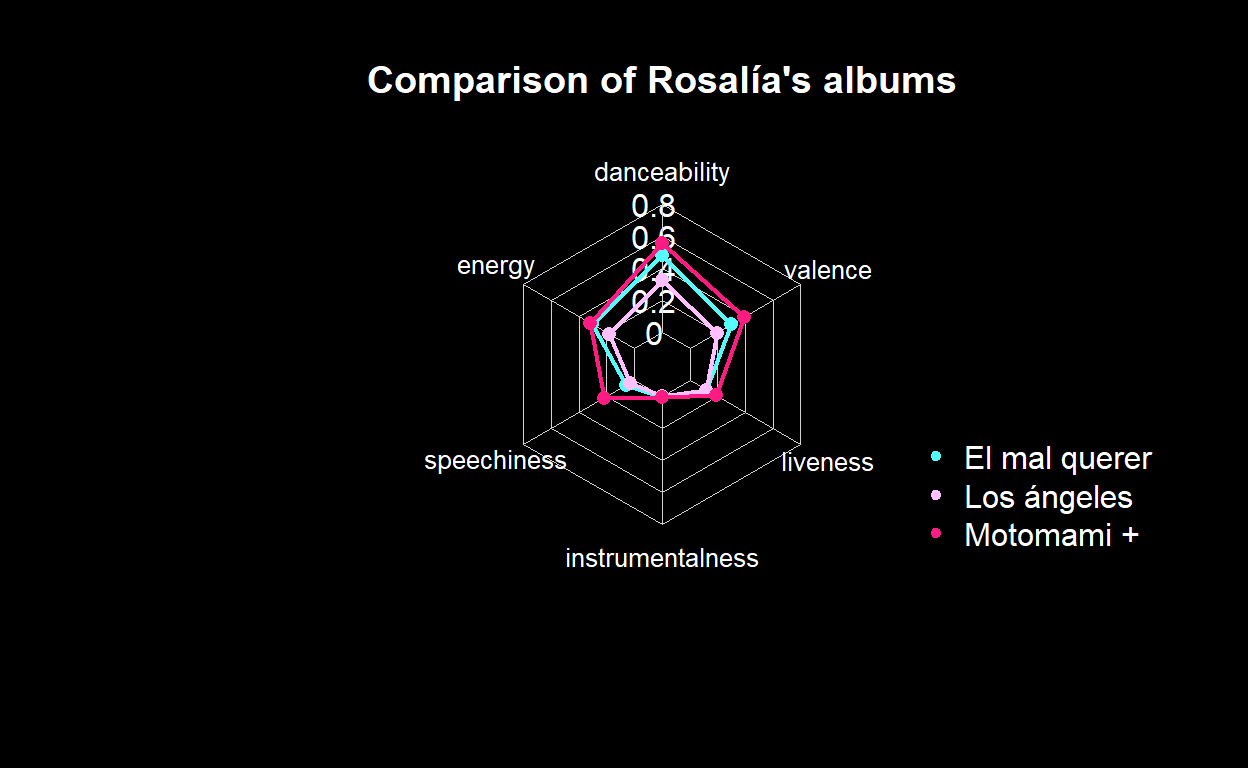 Comparison of Rosalía's albums
danceability
0.8
0.6
0.4
0.2
0
energy
valence
speechiness
liveness
instrumentalness
El mal querer
Los ángeles
Motomami +